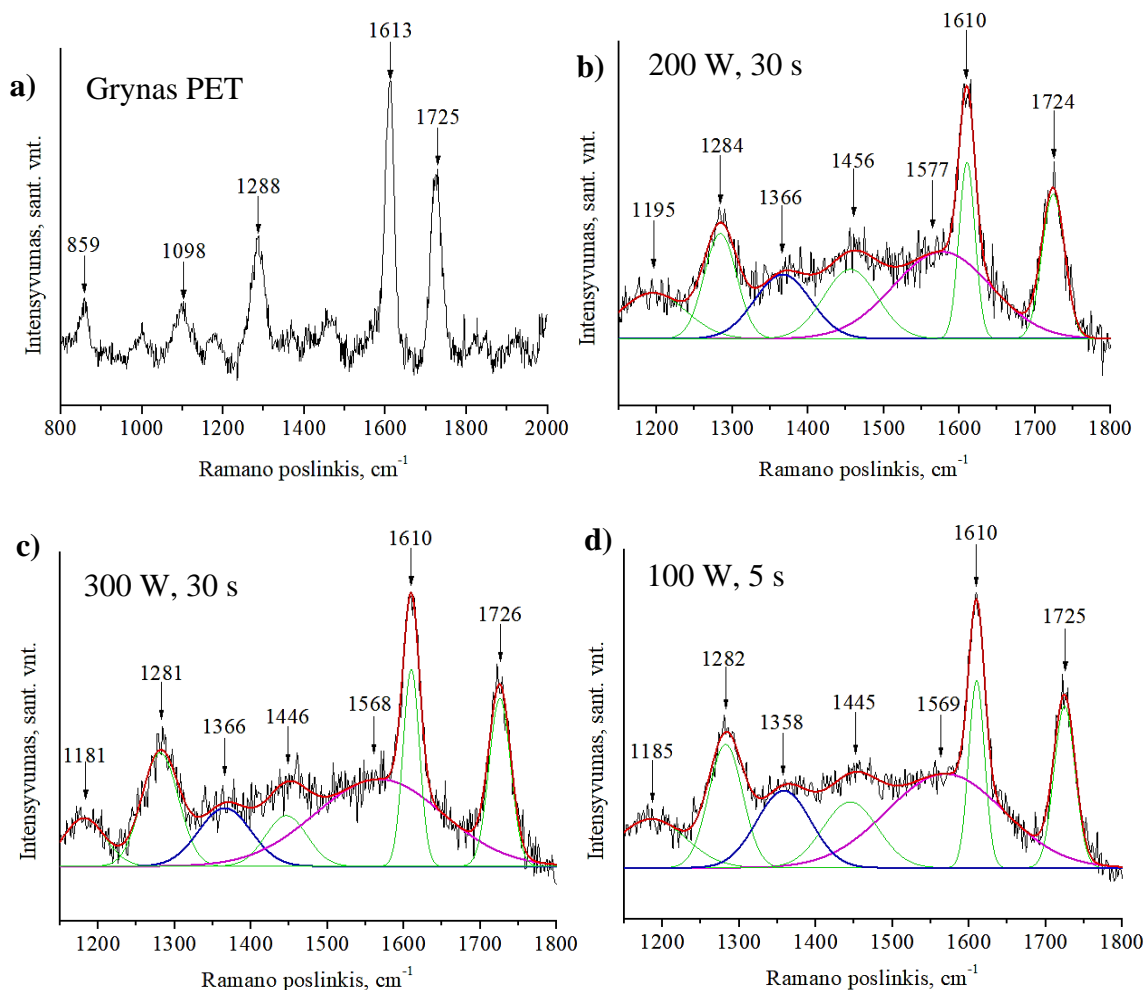 a)
Grynas PET
Intensyvumas, sant. vnt.
859
1098
1288
1613
1725
800 1000 1200 1400 1600 1800 2000
Ramano poslinkis, cm⁻¹
b)
200 W, 30 s
Intensyvumas, sant. vnt.
1195
1284
1366
1456
1577
1610
1724
1200 1300 1400 1500 1600 1700 1800
Ramano poslinkis, cm⁻¹
c)
300 W, 30 s
Intensyvumas, sant. vnt.
1181
1281
1366
1446
1568
1610
1726
1200 1300 1400 1500 1600 1700 1800
Ramano poslinkis, cm⁻¹
d)
100 W, 5 s
Intensyvumas, sant. vnt.
1185
1282
1358
1445
1569
1610
1725
1200 1300 1400 1500 1600 1700 1800
Ramano poslinkis, cm⁻¹